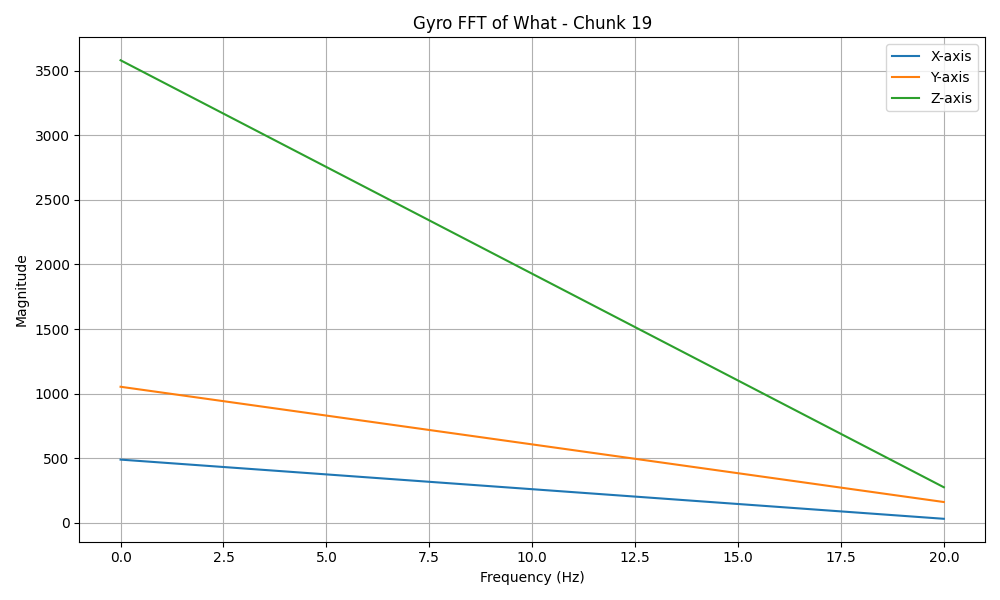 Gyro FFT of What - Chunk 19
X-axis
Y-axis
Z-axis
3500
3000
2500
2000
1500
1000
500
0
Magnitude
0.0 2.5 5.0 7.5 10.0 12.5 15.0 17.5 20.0
Frequency (Hz)